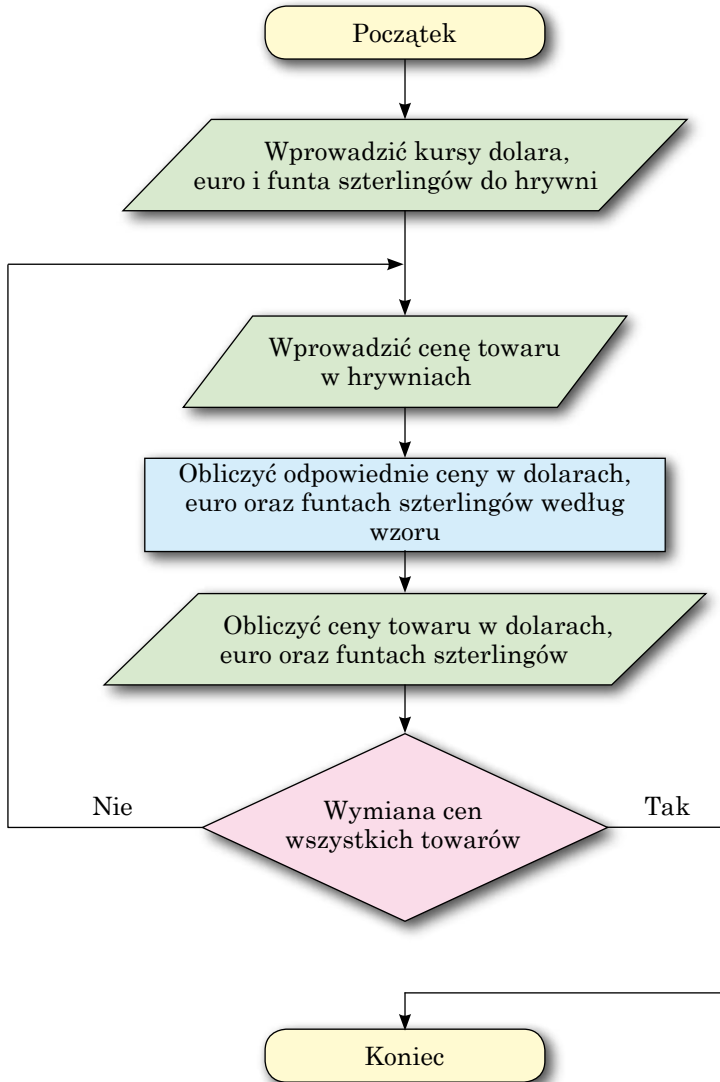 Początek
Wprowadzić kursy dolara,
euro i funta szterlingów do hrywni
Wprowadzić cenę towaru
w hrywniach
Obliczyć odpowiednie ceny w dolarach,
euro oraz funtach szterlingów według
wzoru
Obliczyć ceny towaru w dolarach,
euro oraz funtach szterlingów
Nie
Wymiana cen
wszystkich towarów
Tak
Koniec